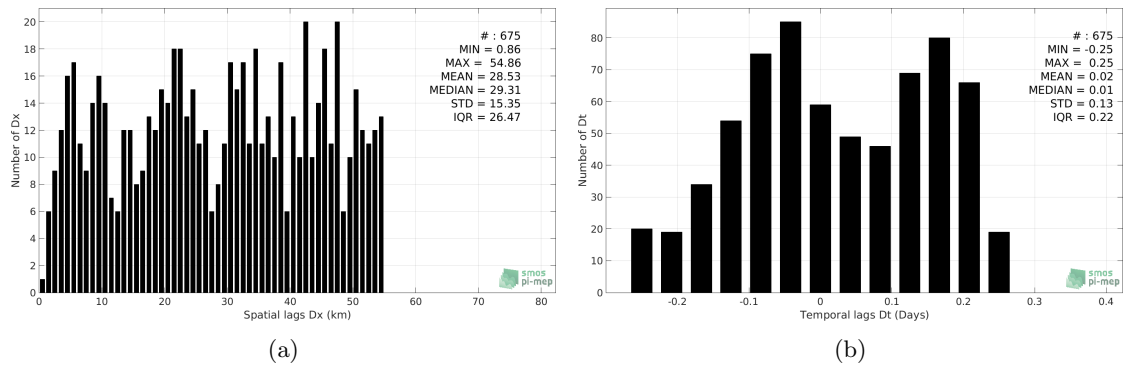 20
18
16
14
12
10
8
6
4
2
0
Number of Dx
# : 675
MIN = 0.86
MAX = 54.86
MEAN = 28.53
MEDIAN = 29.31
STD = 15.35
IQR = 26.47
smos
pi-mep
0 10 20 30 40 50 60 70 80
Spatial lags Dx (km)
(a)
80
70
60
50
40
30
20
10
0
Number of Dt
# : 675
MIN = -0.25
MAX = 0.25
MEAN = 0.02
MEDIAN = 0.01
STD = 0.13
IQR = 0.22
smos
pi-mep
-0.2 -0.1 0 0.1 0.2 0.3 0.4
Temporal lags Dt (Days)
(b)